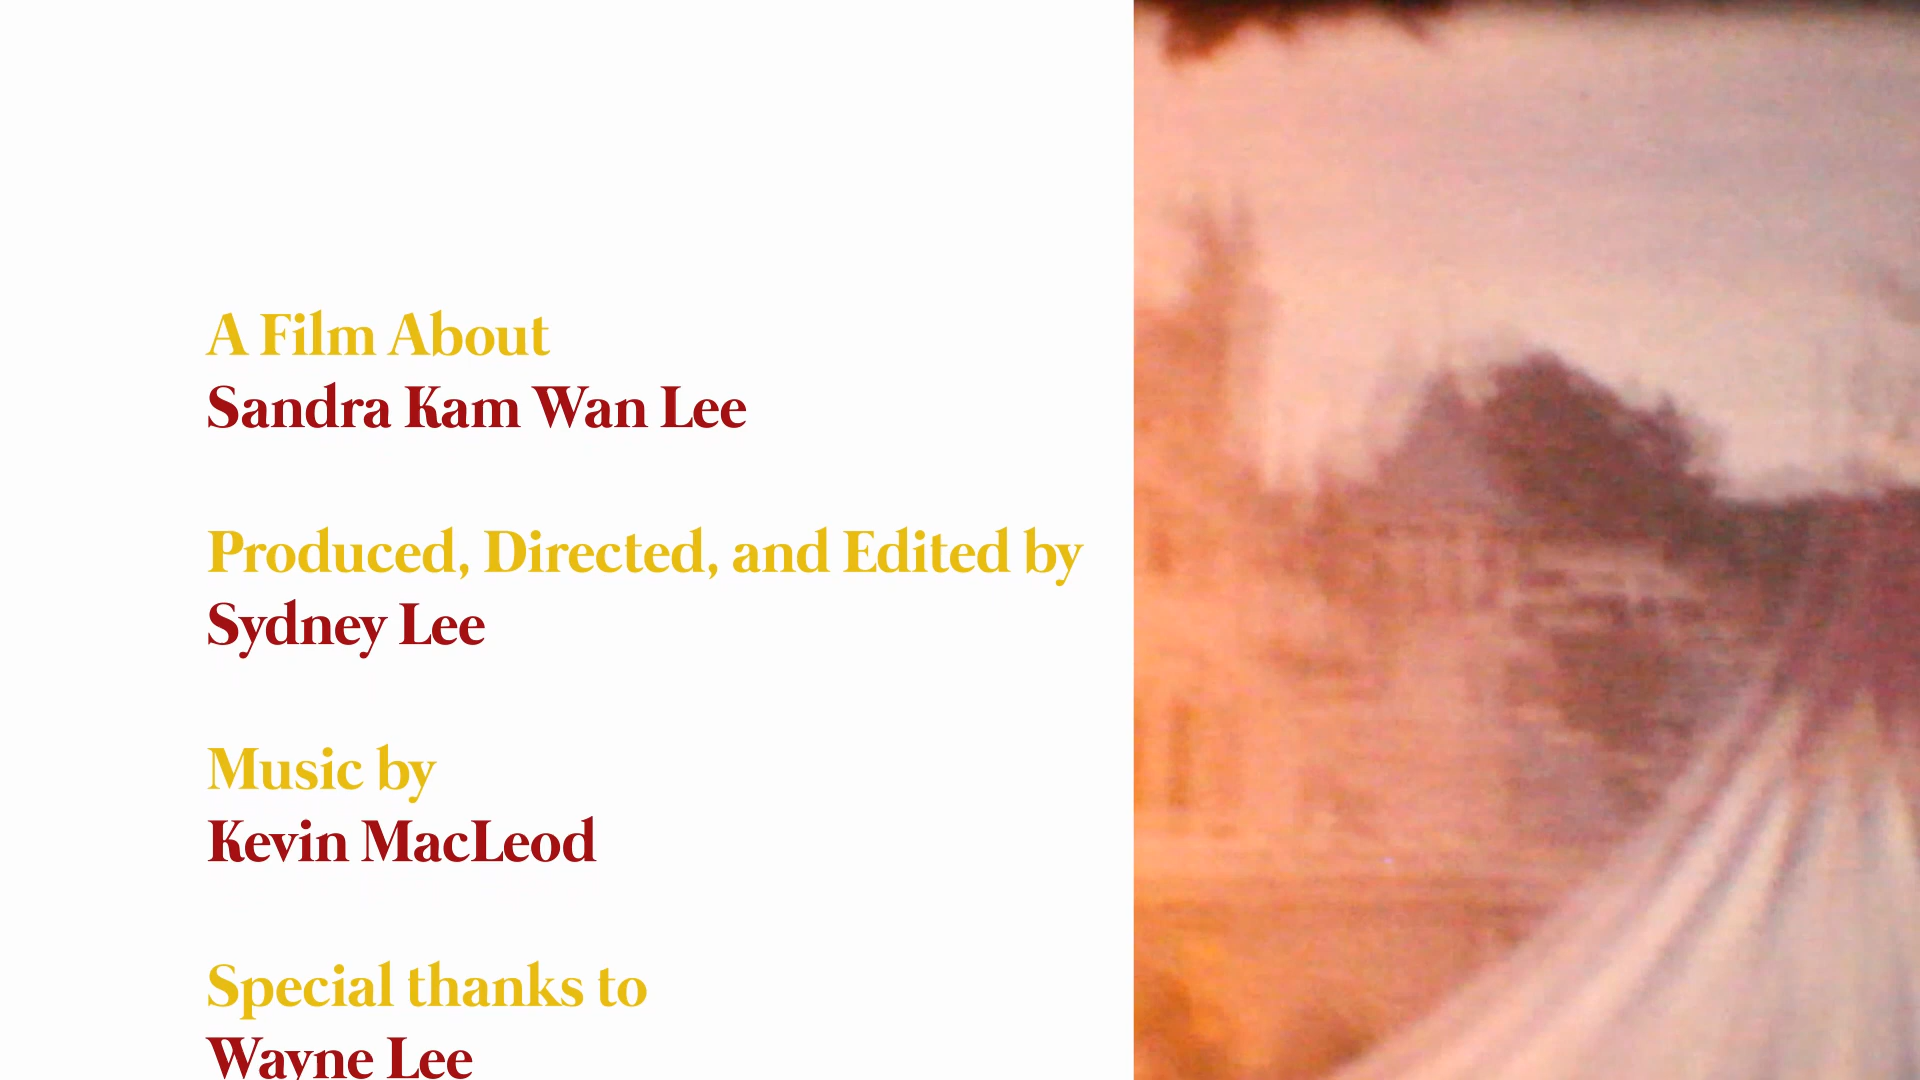 A Film About
Sandra Kam Wan Lee
Produced, Directed, and Edited by
Sydney Lee
Music by
Kevin MacLeod
Special thanks to
Wayne Lee